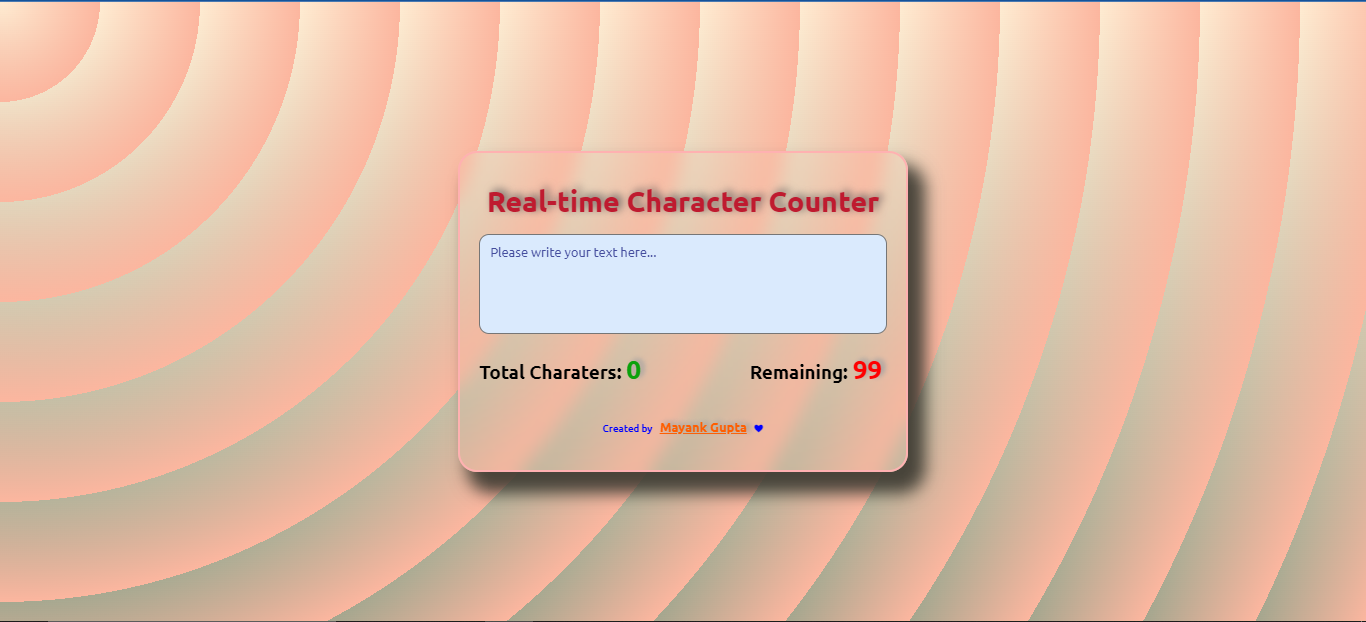 Real-time Character Counter
Please write your text here...
Total Charaters: 0 Remaining: 99
Created by Mayank Gupta ♥